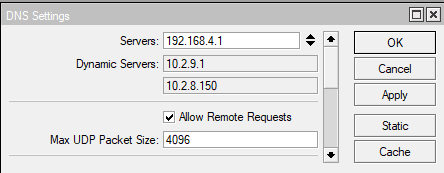 DNS Settings
Servers: 192.168.4.1
OK
Dynamic Servers: 10.2.9.1
Cancel
10.2.8.150
Apply
Allow Remote Requests
Static
Max UDP Packet Size: 4096
Cache